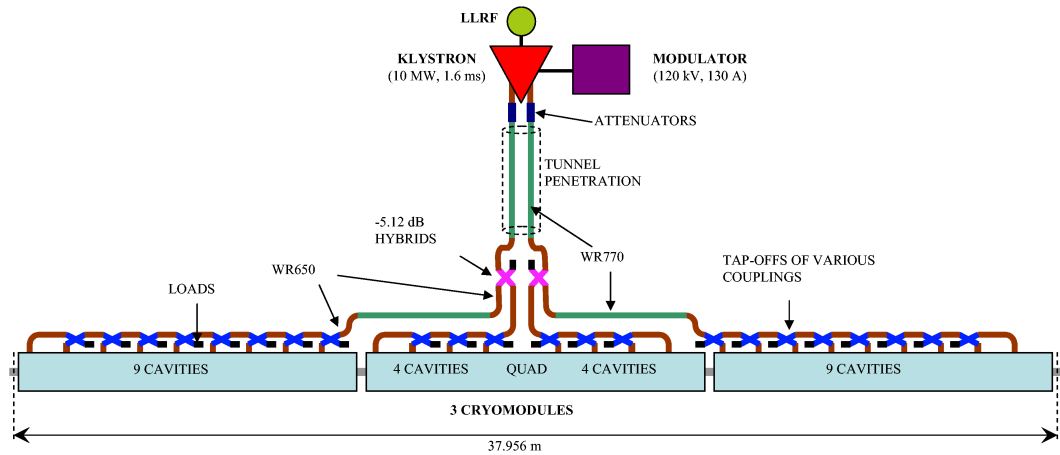 LLRF
KLYSTRON
(10 MW, 1.6 ms)
MODULATOR
(120 kV, 130 A)
ATTENUATORS
TUNNEL
PENETRATION
-5.12 dB
HYBRIDS
WR650
WR770
TAP-OFFS OF VARIOUS
COUPLINGS
LOADS
9 CAVITIES
4 CAVITIES
QUAD
4 CAVITIES
9 CAVITIES
3 CRYOMODULES
37.956 m